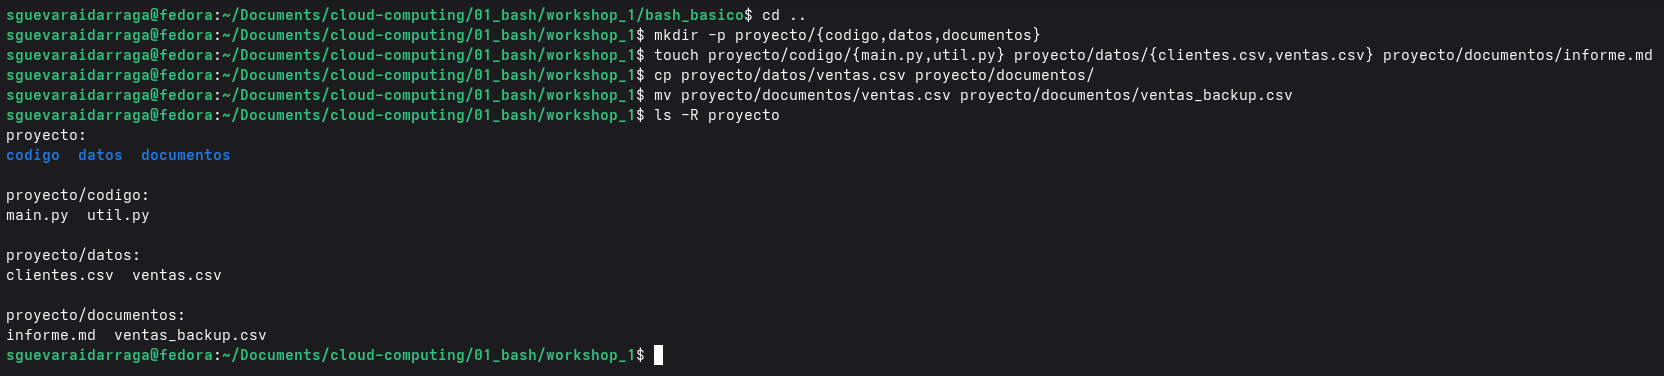 sguevaraidarraga@fedora:~/Documents/cloud-computing/01_bash/workshop_1/bash_basico$ cd ..
sguevaraidarraga@fedora:~/Documents/cloud-computing/01_bash/workshop_1$ mkdir -p proyecto/{codigo,datos,documentos}
sguevaraidarraga@fedora:~/Documents/cloud-computing/01_bash/workshop_1$ touch proyecto/codigo/{main.py,util.py} proyecto/datos/{clientes.csv,ventas.csv} proyecto/documentos/informe.md
sguevaraidarraga@fedora:~/Documents/cloud-computing/01_bash/workshop_1$ cp proyecto/datos/ventas.csv proyecto/documentos/
sguevaraidarraga@fedora:~/Documents/cloud-computing/01_bash/workshop_1$ mv proyecto/documentos/ventas.csv proyecto/documentos/ventas_backup.csv
sguevaraidarraga@fedora:~/Documents/cloud-computing/01_bash/workshop_1$ ls -R proyecto
proyecto:
codigo  datos  documentos

proyecto/codigo:
main.py  util.py

proyecto/datos:
clientes.csv  ventas.csv

proyecto/documentos:
informe.md  ventas_backup.csv
sguevaraidarraga@fedora:~/Documents/cloud-computing/01_bash/workshop_1$